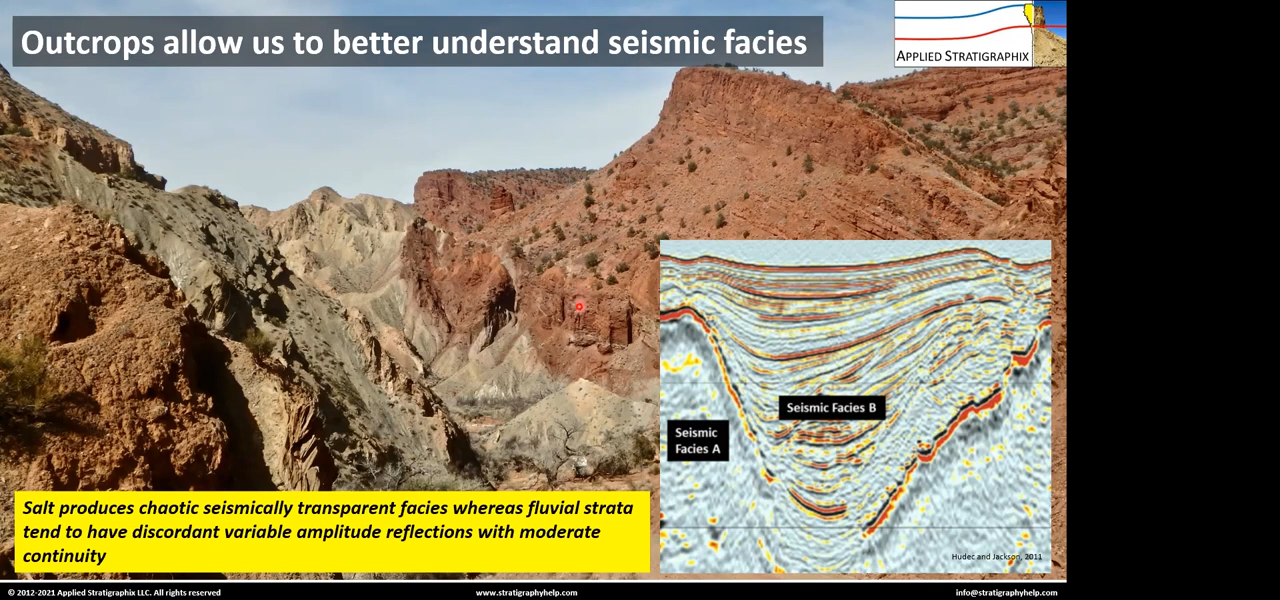 Outcrops allow us to better understand seismic facies
APPLIED STRATIGRAPHIX
Seismic Facies B
Seismic
Facies A
Salt produces chaotic seismically transparent facies whereas fluvial strata
tend to have discordant variable amplitude reflections with moderate
continuity
Hudec and Jackson, 2011
© 2012-2021 Applied Stratigraphix LLC. All rights reserved
www.stratigraphyhelp.com
info@stratigraphyhelp.com